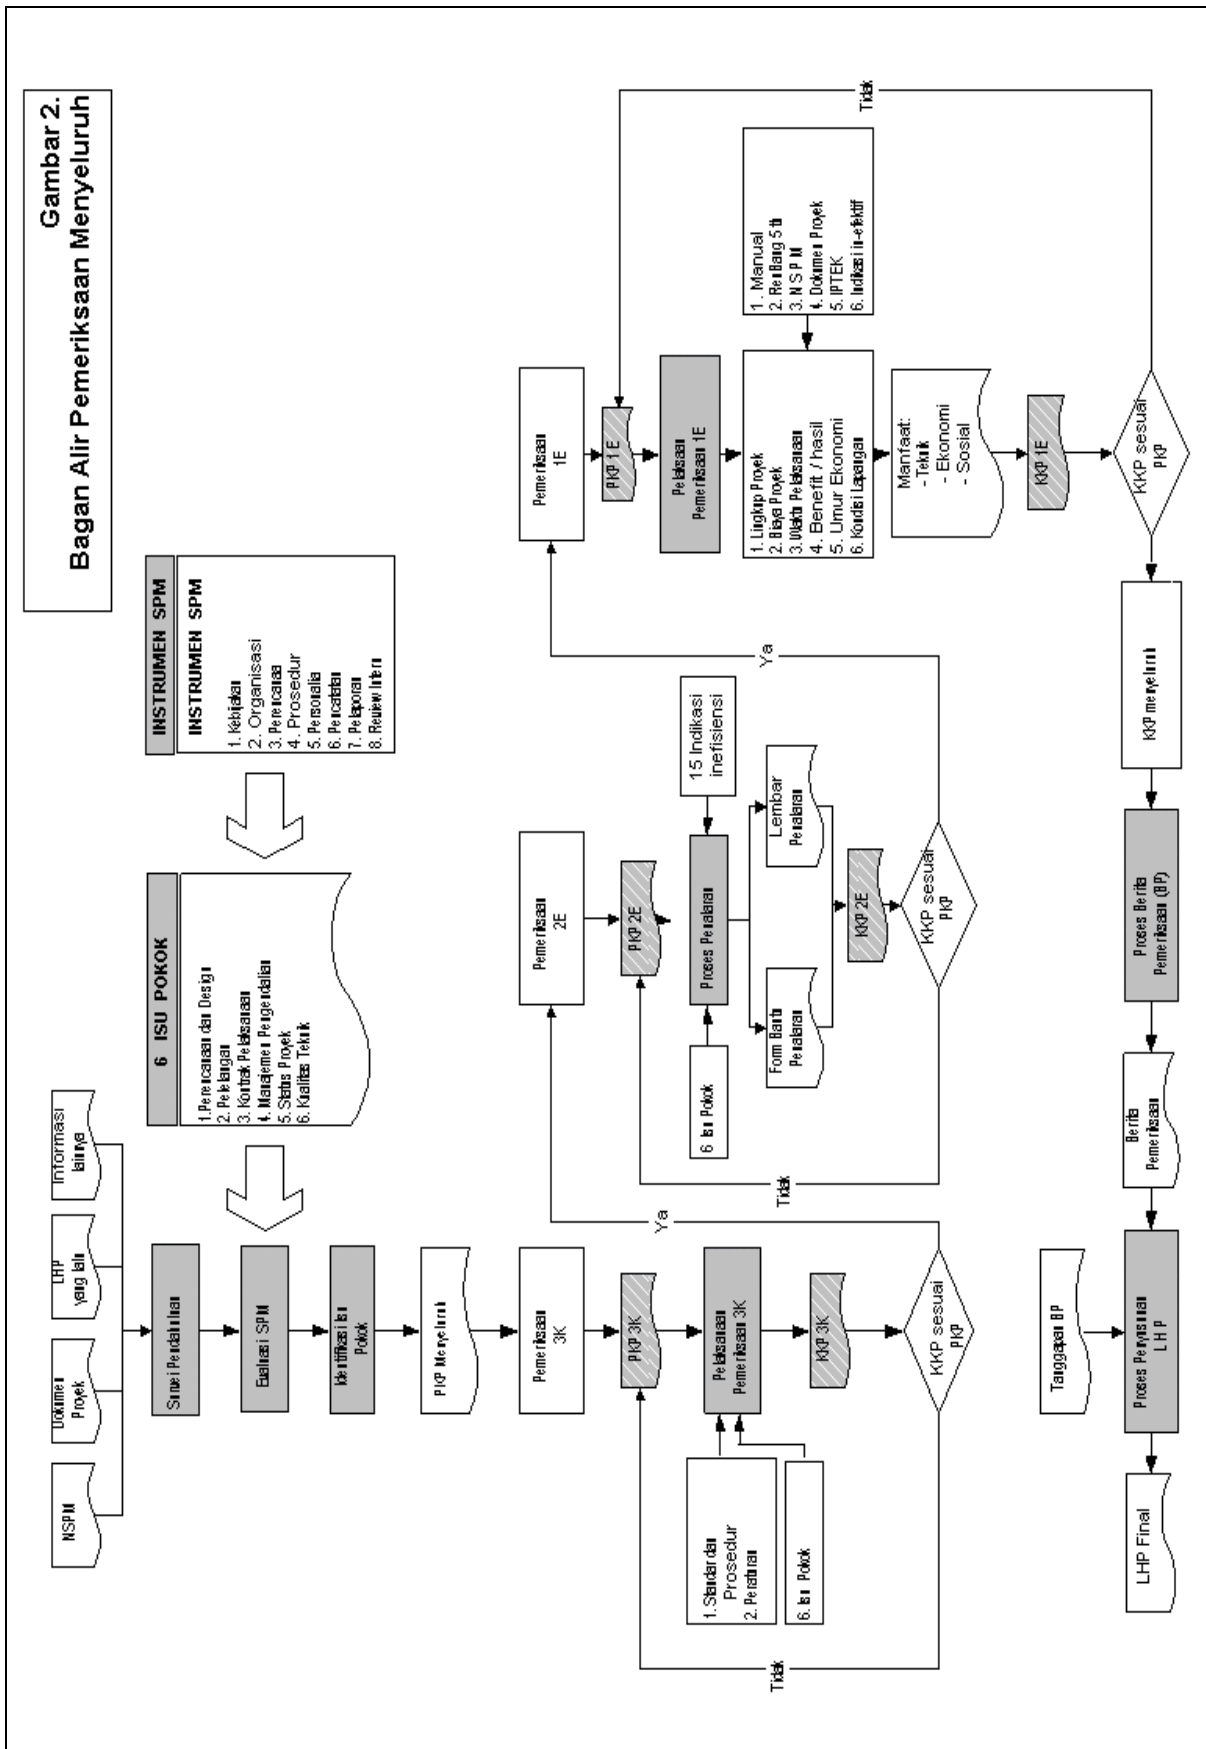 Gambar 2.
Bagan Alir Pemeriksaan Menyeluruh
NSPM
Dokumen
Proyek
LHP
yang lalu
Informasi
lainnya
Survei Pendahuluan
Evaluasi SPM
Identifikasi Isu
Pokok
PKP Menyeluruh
6 ISU POKOK
1.Perencanaan dan Design
2. Pelelangan
3. Kontrak Pelaksanaan
4. Manajemen Pengendalian
5. Status Proyek
6. Kualitas Teknik
INSTRUMEN SPM
INSTRUMEN SPM
1. Kebijakan
2. Organisasi
3. Perencanaa
4. Prosedur
5. Personalia
6. Pencatatan
7. Pelaporan
8. Review Intern
Pemeriksaan
3K
PKP 3K
1. Standar dan
Prosedur
2. Peraturan
6. Isu Pokok
Pelaksanaan
Pemeriksaan 3K
KKP 3K
KKP sesuai
PKP
Tidak
Ya
Pemeriksaan
2E
PKP 2E
6 Isu Pokok
Proses Penalaran
15 Indikasi
inefisiensi
Form Bantu
Penalaran
Lembar
Penalaran
KKP 2E
KKP sesuai
PKP
Tidak
Ya
Pemeriksaan
1E
PKP 1 E
Pelaksanaan
Pemeriksaan 1E
1. Lingkup Proyek
2. Biaya Proyek
3. Waktu Pelaksanaan
4. Benefit / hasil
5. Umur Ekonomi
6. Kondisi Lapangan
1. Manual
2. RenBang 5 th
3. N S P M
4. Dokumen Proyek
5. IPTEK
6. Indikasi in-efektif
Manfaat:
- Teknik
- Ekonomi
- Sosial
KKP 1E
KKP sesuai
PKP
Tidak
KKP menyeluruh
Proses Berita
Pemeriksaan (BP)
Berita
Pemeriksaan
Tanggapan BP
Proses Penyusunan
L H P
LHP Final